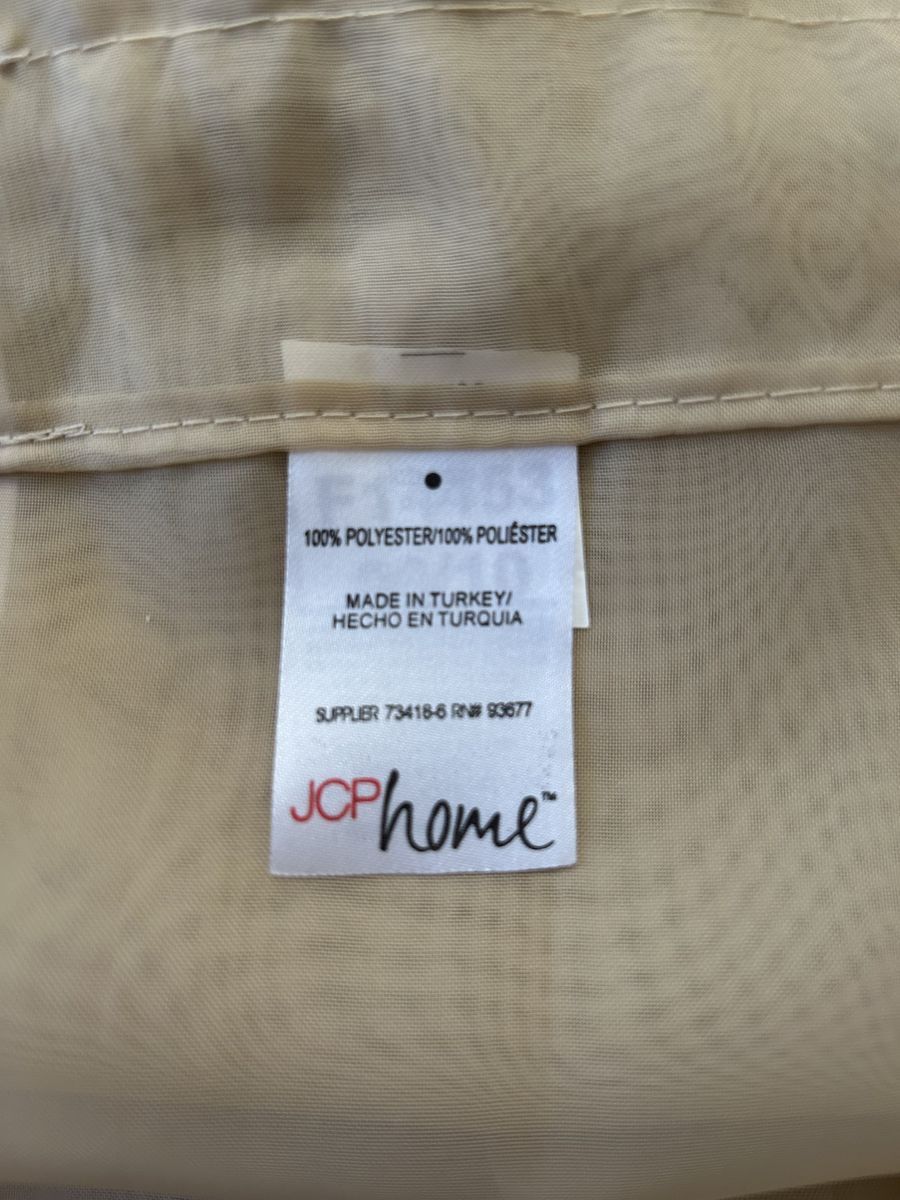 100% POLYESTER/100% POLIÉSTER
MADE IN TURKEY/
HECHO EN TURQUIA
SUPPLIER 73418-6 RN# 93677
JCPhome™